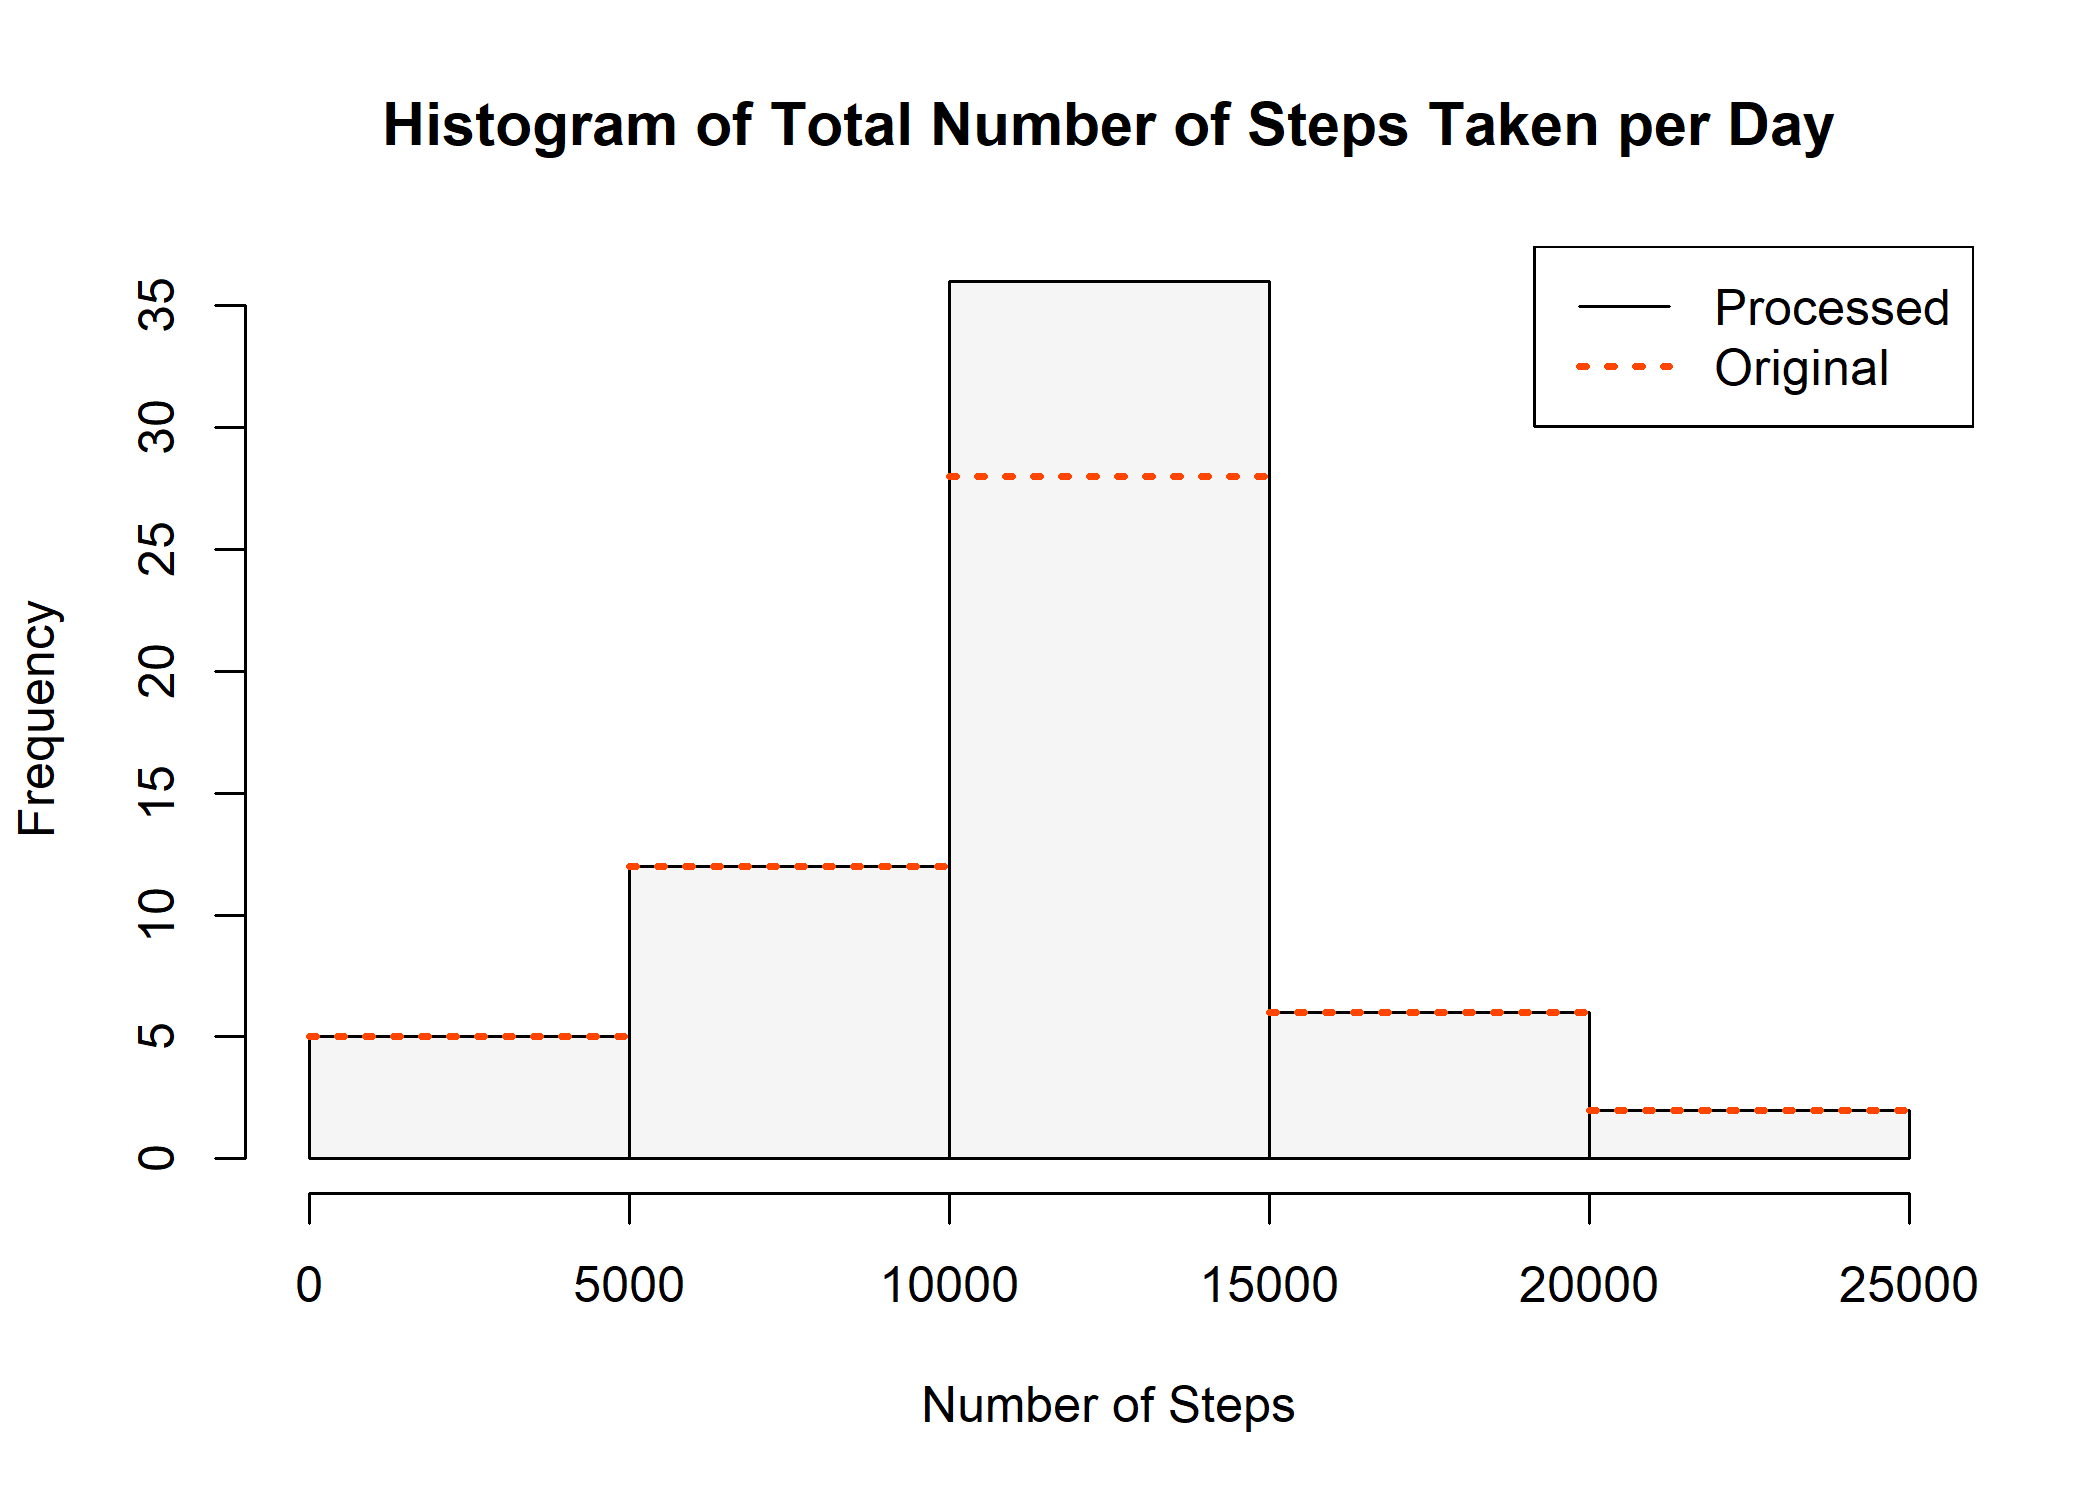 Histogram of Total Number of Steps Taken per Day
Processed
Original
Frequency
35
30
25
20
15
10
5
0
0 5000 10000 15000 20000 25000
Number of Steps